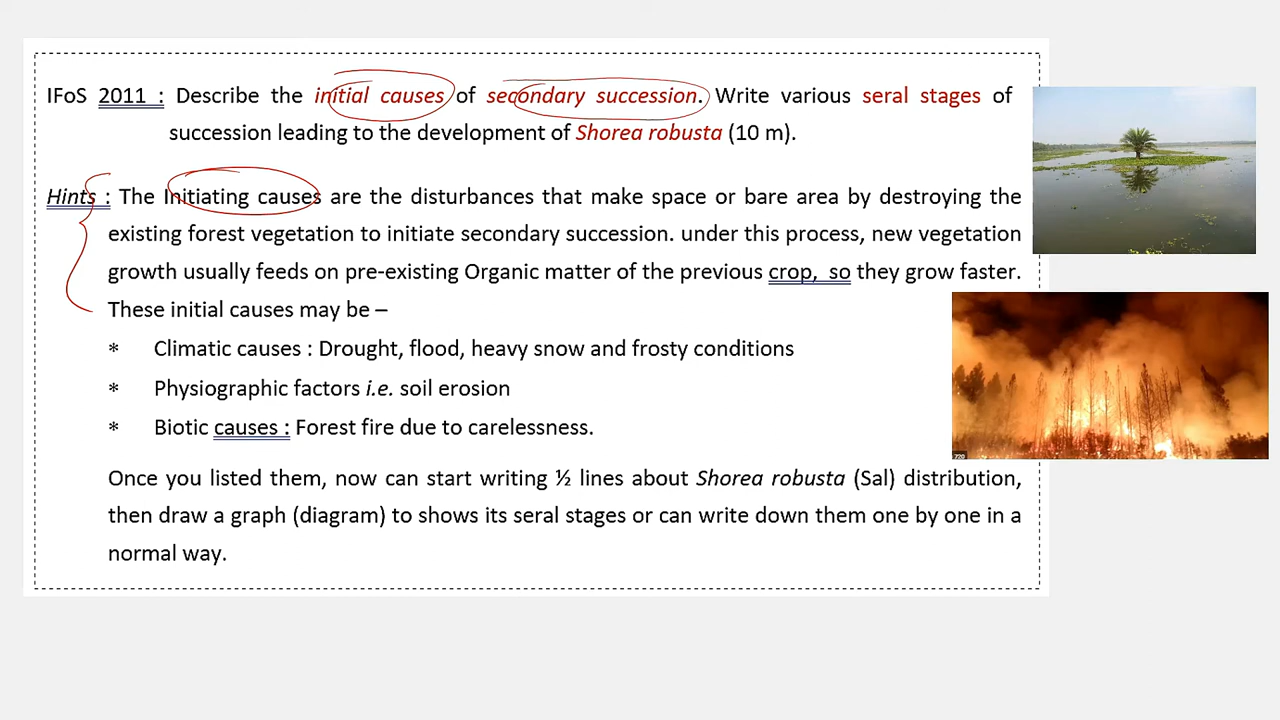 IFoS 2011 : Describe the initial causes of secondary succession. Write various seral stages of
succession leading to the development of Shorea robusta (10 m).
Hints : The Initiating causes are the disturbances that make space or bare area by destroying the
existing forest vegetation to initiate secondary succession. under this process, new vegetation
growth usually feeds on pre-existing Organic matter of the previous crop, so they grow faster.
These initial causes may be –
* Climatic causes : Drought, flood, heavy snow and frosty conditions
* Physiographic factors i.e. soil erosion
* Biotic causes : Forest fire due to carelessness.
Once you listed them, now can start writing ½ lines about Shorea robusta (Sal) distribution,
then draw a graph (diagram) to shows its seral stages or can write down them one by one in a
normal way.
720